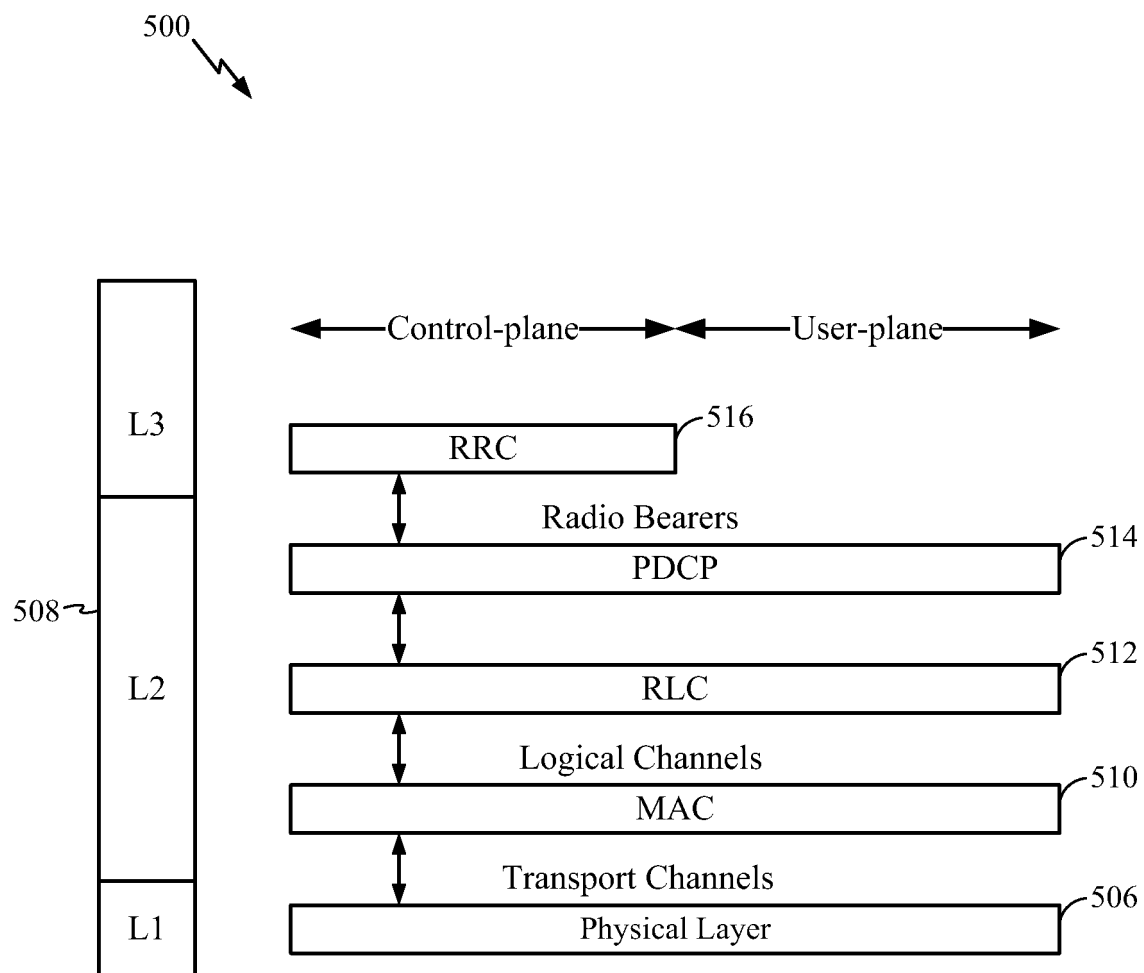 500
Control-plane
User-plane
L3
516
RRC
Radio Bearers
514
PDCP
508
L2
512
RLC
Logical Channels
510
MAC
Transport Channels
506
L1
Physical Layer